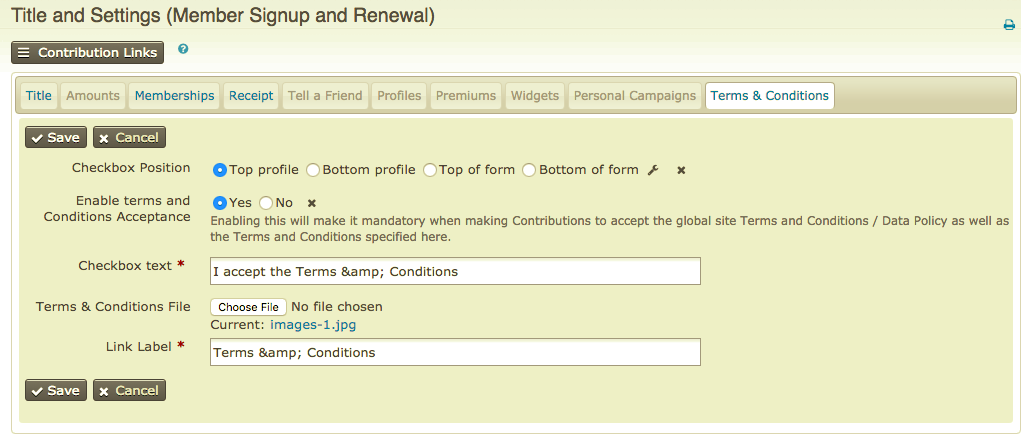 Title and Settings (Member Signup and Renewal)
Contribution Links
Title Amounts Memberships Receipt Tell a Friend Profiles Premiums Widgets Personal Campaigns Terms & Conditions
Save Cancel
Checkbox Position Top profile Bottom profile Top of form Bottom of form
Enable terms and Yes No
Conditions Acceptance
Enabling this will make it mandatory when making Contributions to accept the global site Terms and Conditions / Data Policy as well as
the Terms and Conditions specified here.
Checkbox text * I accept the Terms &amp; Conditions
Terms & Conditions File Choose File No file chosen
Current: images-1.jpg
Link Label * Terms &amp; Conditions
Save Cancel